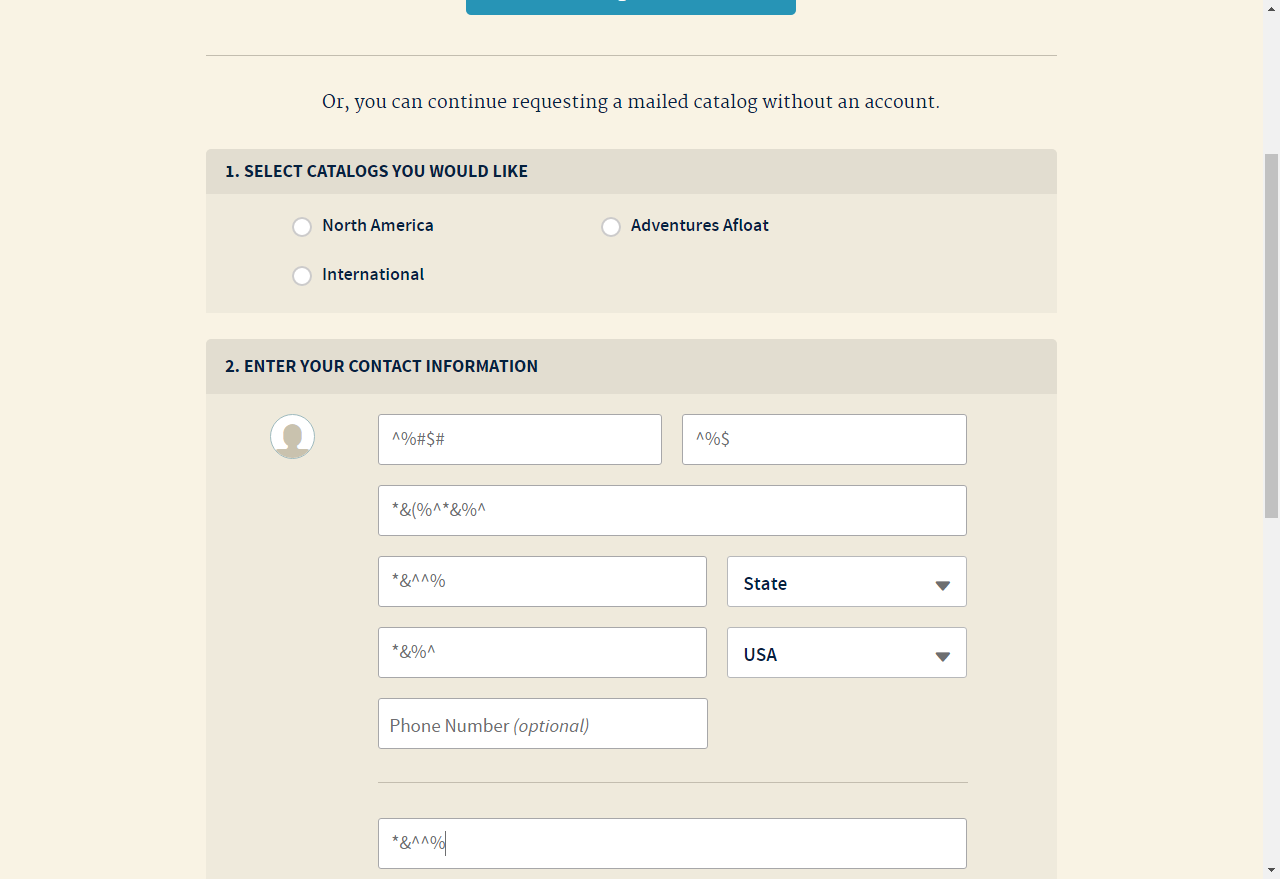 Or, you can continue requesting a mailed catalog without an account.
1. SELECT CATALOGS YOU WOULD LIKE
North America
Adventures Afloat
International
2. ENTER YOUR CONTACT INFORMATION
^%#$#
^%$
*&(%^*&%^
*&^^%
State
*&%^
USA
Phone Number (optional)
*&^^%